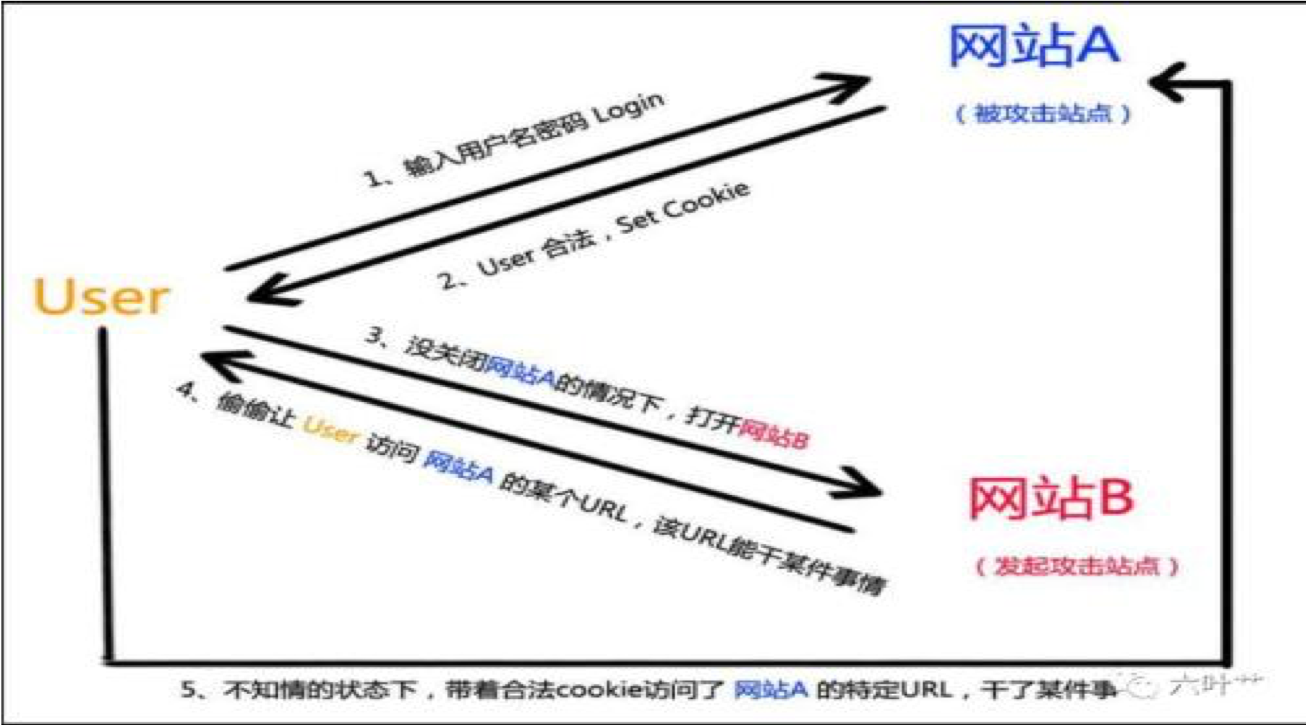 网站A
（被攻击站点）
1、输入用户名密码 Login
2、User 合法，Set Cookie
User
3、没关闭网站A的情况下，打开网站B
4、偷偷让 User 访问 网站A 的某个URL，该URL能干某件事情
网站B
（发起攻击站点）
5、不知情的状态下，带着合法cookie访问了 网站A 的特定URL，干了某件事
六叶艹